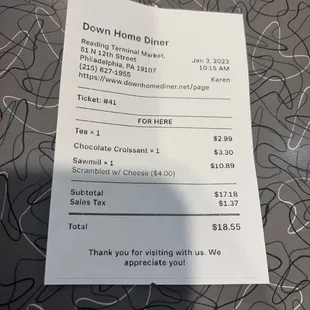 Down Home Diner
Reading Terminal Market,
51 N 12th Street
Philadelphia, PA 19107
(215) 627-1955
https://www.downhomediner.net/page
Jan 3, 2023
10:15 AM
Karen
Ticket: #41
FOR HERE
Tea × 1 $2.99
Chocolate Croissant × 1 $3.30
Sawmill × 1 $10.89
Scrambled w/ Cheese ($4.00)
Subtotal $17.18
Sales Tax $1.37
Total $18.55
Thank you for visiting with us. We
appreciate you!